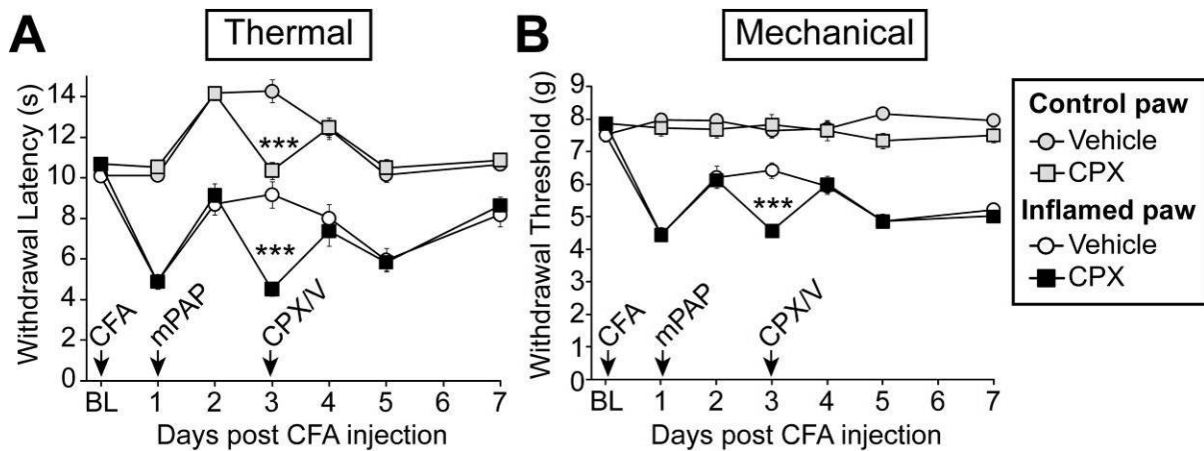 A
Thermal
Withdrawal Latency (s)
14
12
10
8
6
4
2
0
***
***
CFA
mPAP
CPX/V
BL 1 2 3 4 5 6 7
Days post CFA injection
B
Mechanical
Withdrawal Threshold (g)
9
8
7
6
5
4
3
2
1
0
***
CFA
mPAP
CPX/V
BL 1 2 3 4 5 6 7
Days post CFA injection
Control paw
Vehicle
CPX
Inflamed paw
Vehicle
CPX